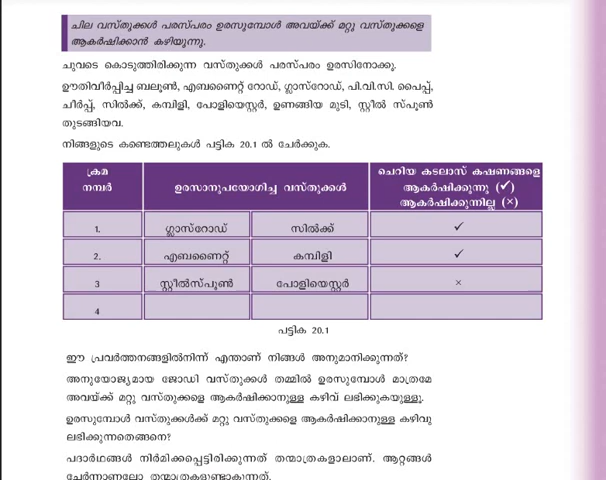 ചില വസ്തുക്കൾ പരസ്പരം ഉരസുമ്പോൾ അവയ്ക്ക് മറ്റു വസ്തുക്കളെ
ആകർഷിക്കാൻ കഴിയുന്നു.
ചുവടെ കൊടുത്തിരിക്കുന്ന വസ്തുക്കൾ പരസ്പരം ഉരസിനോക്കൂ.
ഊതിവീർപ്പിച്ച ബലൂൺ, എബണൈറ്റ് റോഡ്, ഗ്ലാസ്റോഡ്, പി.വി.സി. പൈപ്പ്,
ചീർപ്പ്, സിൽക്ക്, കമ്പിളി, പോളിയെസ്റ്റർ, ഉണങ്ങിയ മുടി, സ്റ്റീൽ സ്പൂൺ
തുടങ്ങിയവ.
നിങ്ങളുടെ കണ്ടെത്തലുകൾ പട്ടിക 20.1 ൽ ചേർക്കുക.
ക്രമ
നമ്പർ
ഉരസാനുപയോഗിച്ച വസ്തുക്കൾ
ചെറിയ കടലാസ് കഷണങ്ങളെ
ആകർഷിക്കുന്നു (✓)
ആകർഷിക്കുന്നില്ല (×)
1. ഗ്ലാസ്റോഡ് സിൽക്ക് ✓
2. എബണൈറ്റ് കമ്പിളി ✓
3 സ്റ്റീൽസ്പൂൺ പോളിയെസ്റ്റർ ×
4
പട്ടിക 20.1
ഈ പ്രവർത്തനങ്ങളിൽനിന്ന് എന്താണ് നിങ്ങൾ അനുമാനിക്കുന്നത്?
അനുയോജ്യമായ ജോഡി വസ്തുക്കൾ തമ്മിൽ ഉരസുമ്പോൾ മാത്രമേ
അവയ്ക്ക് മറ്റു വസ്തുക്കളെ ആകർഷിക്കാനുള്ള കഴിവ് ലഭിക്കുകയുള്ളൂ.
ഉരസുമ്പോൾ വസ്തുക്കൾക്ക് മറ്റു വസ്തുക്കളെ ആകർഷിക്കാനുള്ള കഴിവു
ലഭിക്കുന്നതെങ്ങനെ?
പദാർഥങ്ങൾ നിർമിക്കപ്പെട്ടിരിക്കുന്നത് തന്മാത്രകളാലാണ്. ആറ്റങ്ങൾ
ചേർന്നാണല്ലോ തന്മാത്രകളുണ്ടാകുന്നത്.